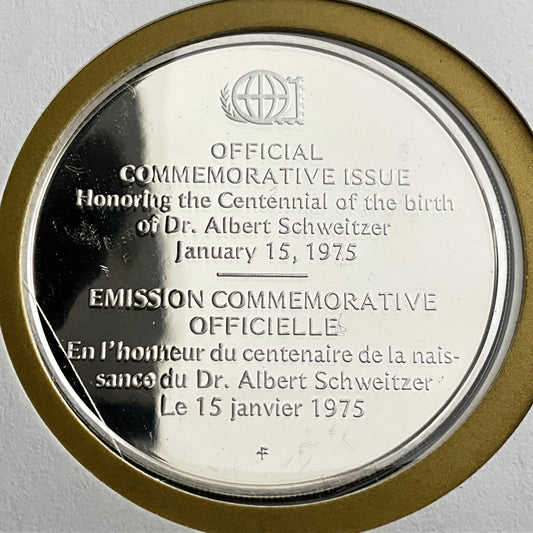 OFFICIAL
COMMEMORATIVE ISSUE
Honoring the Centennial of the birth
of Dr. Albert Schweitzer
January 15, 1975
EMISSION COMMEMORATIVE
OFFICIELLE
En l'honneur du centenaire de la nais-
sance du Dr. Albert Schweitzer
Le 15 janvier 1975